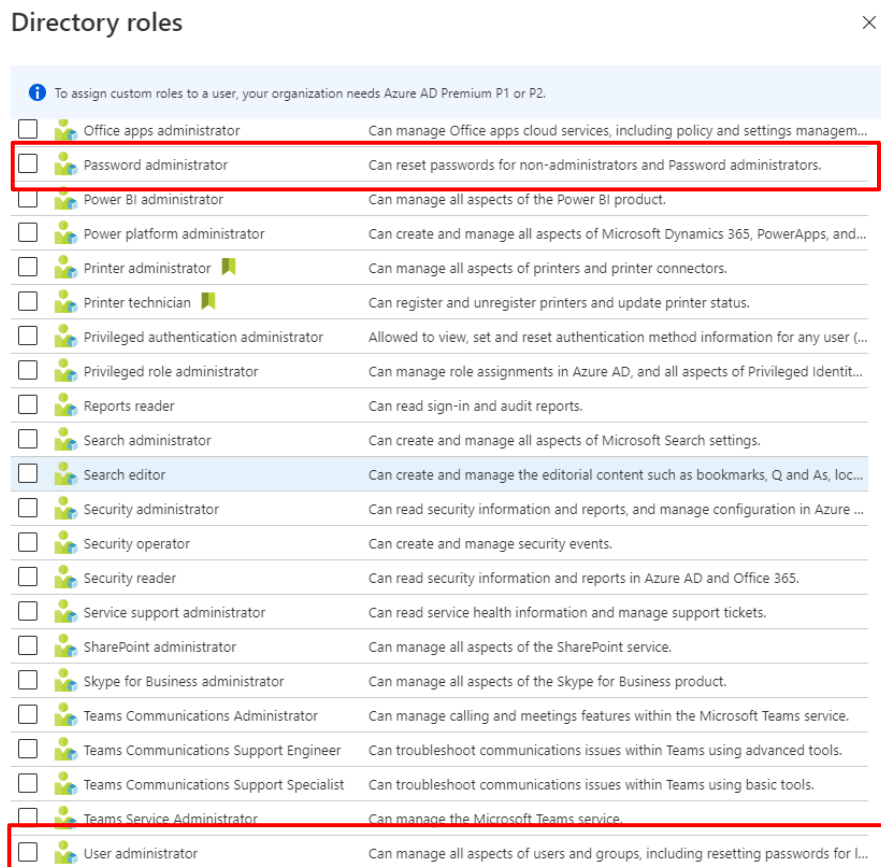 Directory roles
To assign custom roles to a user, your organization needs Azure AD Premium P1 or P2.
Office apps administrator Can manage Office apps cloud services, including policy and settings managem...
Password administrator Can reset passwords for non-administrators and Password administrators.
Power BI administrator Can manage all aspects of the Power BI product.
Power platform administrator Can create and manage all aspects of Microsoft Dynamics 365, PowerApps, and...
Printer administrator Can manage all aspects of printers and printer connectors.
Printer technician Can register and unregister printers and update printer status.
Privileged authentication administrator Allowed to view, set and reset authentication method information for any user (...
Privileged role administrator Can manage role assignments in Azure AD, and all aspects of Privileged Identit...
Reports reader Can read sign-in and audit reports.
Search administrator Can create and manage all aspects of Microsoft Search settings.
Search editor Can create and manage the editorial content such as bookmarks, Q and As, loc...
Security administrator Can read security information and reports, and manage configuration in Azure ...
Security operator Can create and manage security events.
Security reader Can read security information and reports in Azure AD and Office 365.
Service support administrator Can read service health information and manage support tickets.
SharePoint administrator Can manage all aspects of the SharePoint service.
Skype for Business administrator Can manage all aspects of the Skype for Business product.
Teams Communications Administrator Can manage calling and meetings features within the Microsoft Teams service.
Teams Communications Support Engineer Can troubleshoot communications issues within Teams using advanced tools.
Teams Communications Support Specialist Can troubleshoot communications issues within Teams using basic tools.
Teams Service Administrator Can manage the Microsoft Teams service.
User administrator Can manage all aspects of users and groups, including resetting passwords for l...